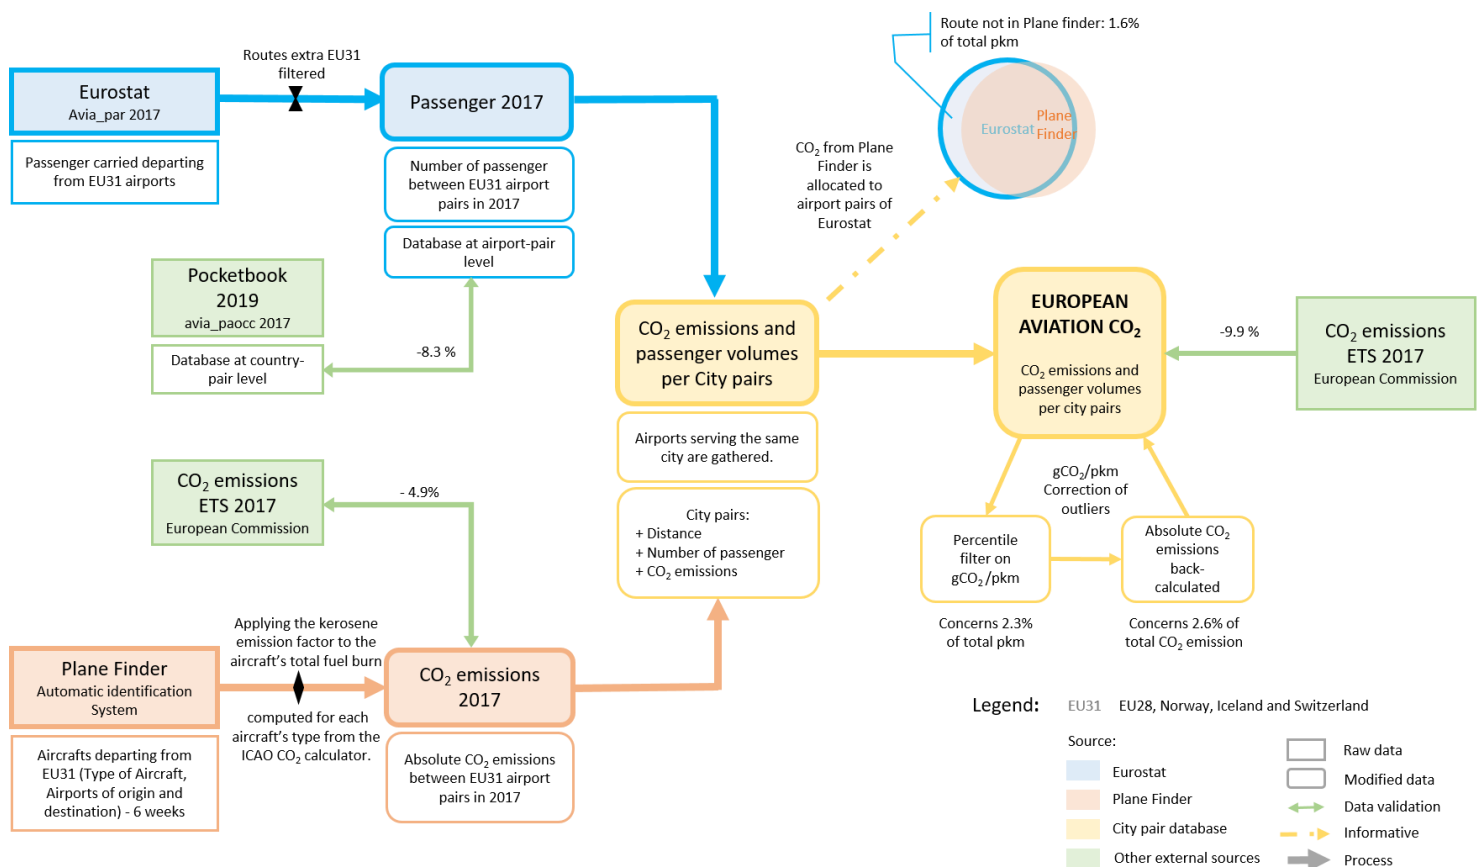 Route not in Plane finder: 1.6%
of total pkm
Routes extra EU31
filtered
Eurostat
Avia_par 2017
Passenger carried departing
from EU31 airports
Passenger 2017
Number of passenger
between EU31 airport
pairs in 2017
Database at airport-pair
level
Eurostat
Plane
Finder
CO₂ from Plane
Finder is
allocated to
airport pairs of
Eurostat
Pocketbook
2019
avia_paocc 2017
Database at country-
pair level
-8.3 %
CO₂ emissions and
passenger volumes
per City pairs
Airports serving the same
city are gathered.
City pairs:
+ Distance
+ Number of passenger
+ CO₂ emissions
EUROPEAN
AVIATION CO₂
CO₂ emissions and
passenger volumes
per city pairs
-9.9 %
CO₂ emissions
ETS 2017
European Commission
gCO₂/pkm
Correction of
outliers
Percentile
filter on
gCO₂/pkm
Absolute CO₂
emissions
back-
calculated
Concerns 2.3%
of total pkm
Concerns 2.6% of
total CO₂ emission
CO₂ emissions
ETS 2017
European Commission
- 4.9%
Plane Finder
Automatic identification
System
Aircrafts departing from
EU31 (Type of Aircraft,
Airports of origin and
destination) - 6 weeks
Applying the kerosene
emission factor to the
aircraft's total fuel burn
computed for each
aircraft's type from the
ICAO CO₂ calculator.
CO₂ emissions
2017
Absolute CO₂ emissions
between EU31 airport
pairs in 2017
Legend:
EU31 EU28, Norway, Iceland and Switzerland
Source:
Eurostat
Plane Finder
City pair database
Other external sources
Raw data
Modified data
Data validation
Informative
Process